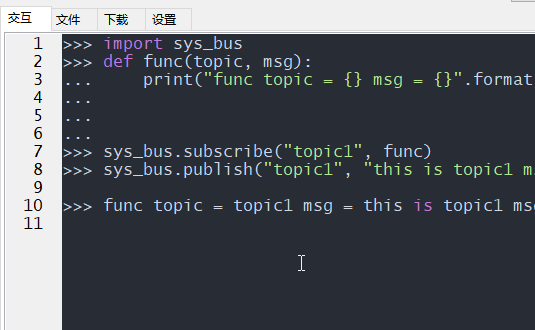 交互 文件 下载 设置
1 >>> import sys_bus
2 >>> def func(topic, msg):
3 ... print("func topic = {} msg = {}".format
4 ...
5 ...
6 ...
7 >>> sys_bus.subscribe("topic1", func)
8 >>> sys_bus.publish("topic1", "this is topic1 m
9
10 >>> func topic = topic1 msg = this is topic1 ms
11